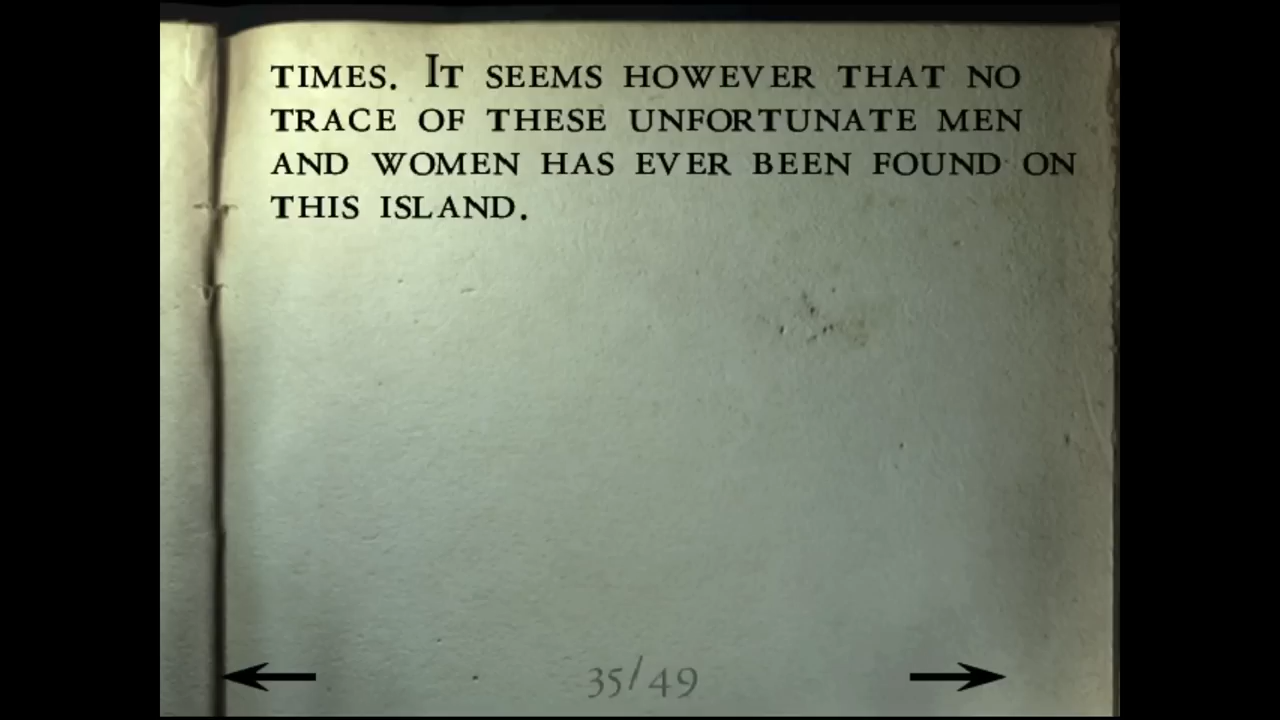 TIMES. IT SEEMS HOWEVER THAT NO
TRACE OF THESE UNFORTUNATE MEN
AND WOMEN HAS EVER BEEN FOUND ON
THIS ISLAND.
35/49